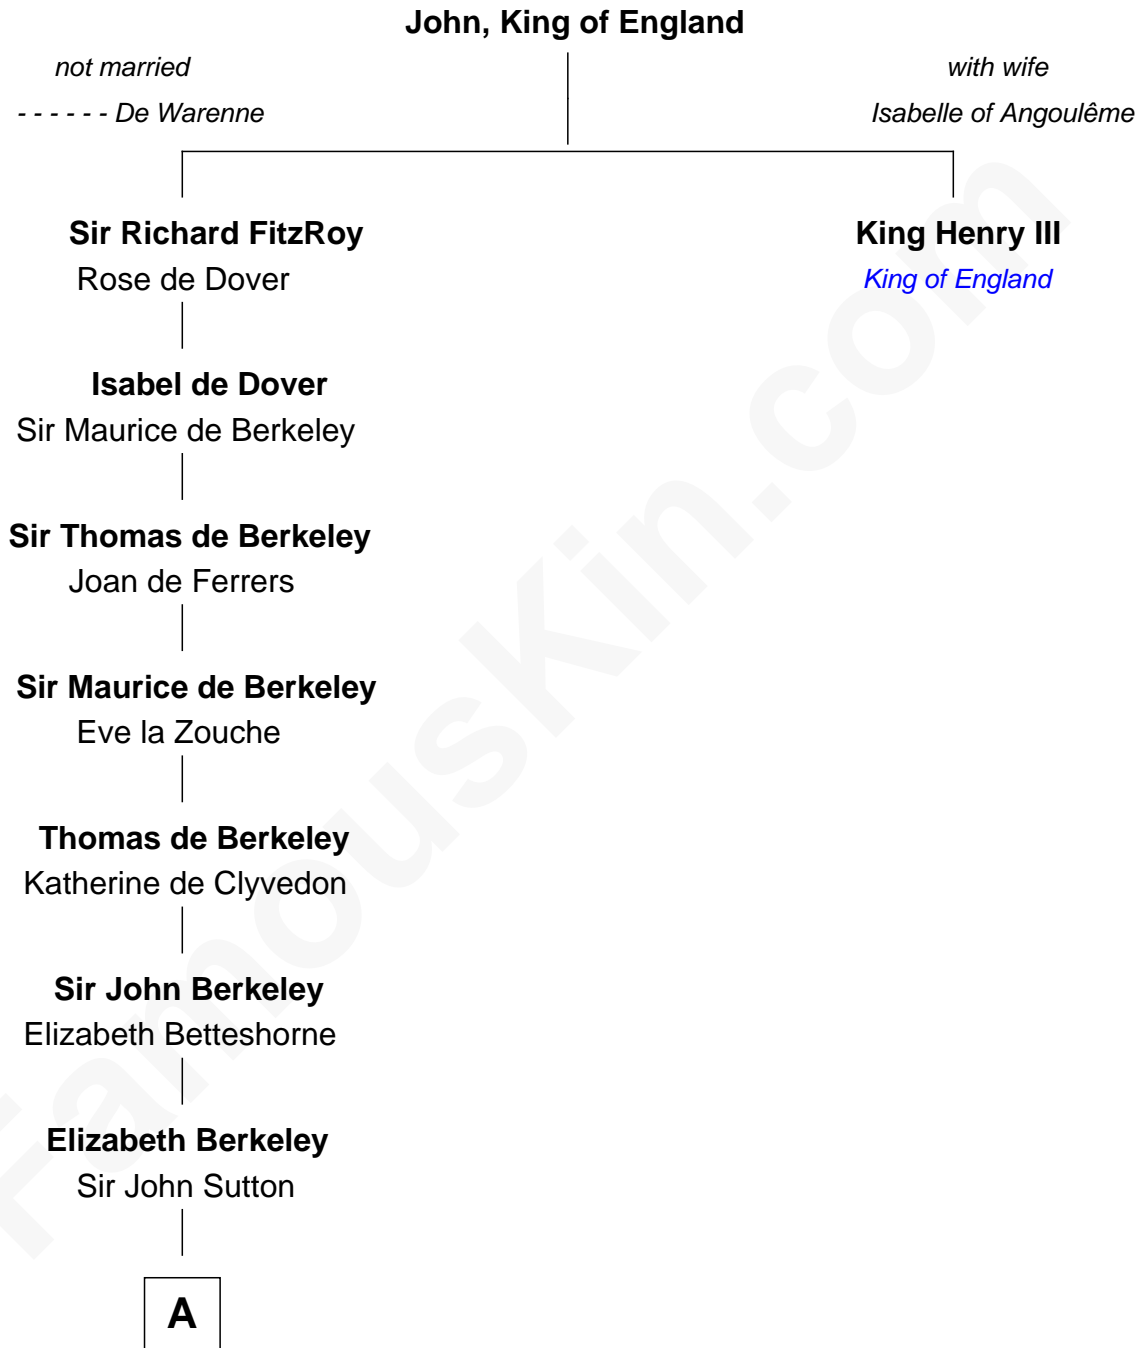 John, King of England
not married
with wife
- - - - - - De Warenne
Isabelle of Angoulême
Sir Richard FitzRoy
King Henry III
Rose de Dover
King of England
Isabel de Dover
Sir Maurice de Berkeley
Sir Thomas de Berkeley
Joan de Ferrers
Sir Maurice de Berkeley
Eve la Zouche
Thomas de Berkeley
Katherine de Clyvedon
Sir John Berkeley
Elizabeth Betteshorne
Elizabeth Berkeley
Sir John Sutton
A
FamousKin.com